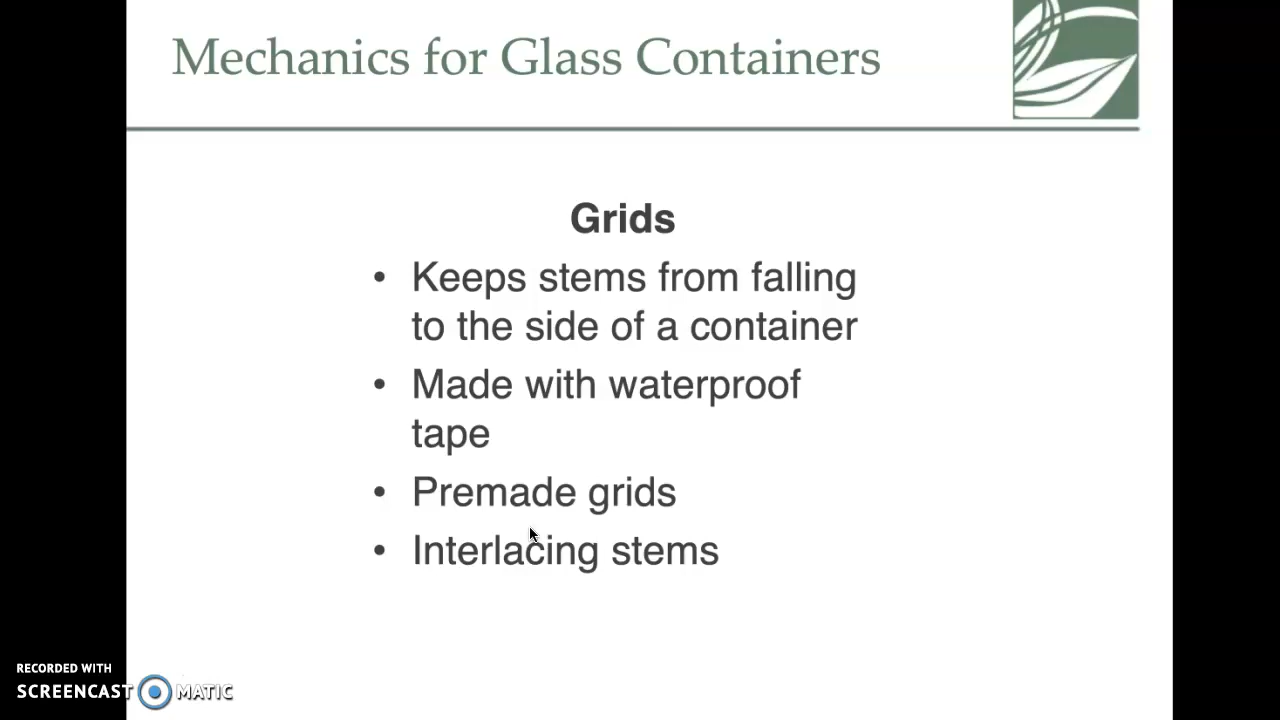 Mechanics for Glass Containers
Grids
• Keeps stems from falling
to the side of a container
• Made with waterproof
tape
• Premade grids
• Interlacing stems
RECORDED WITH
SCREENCAST MATIC